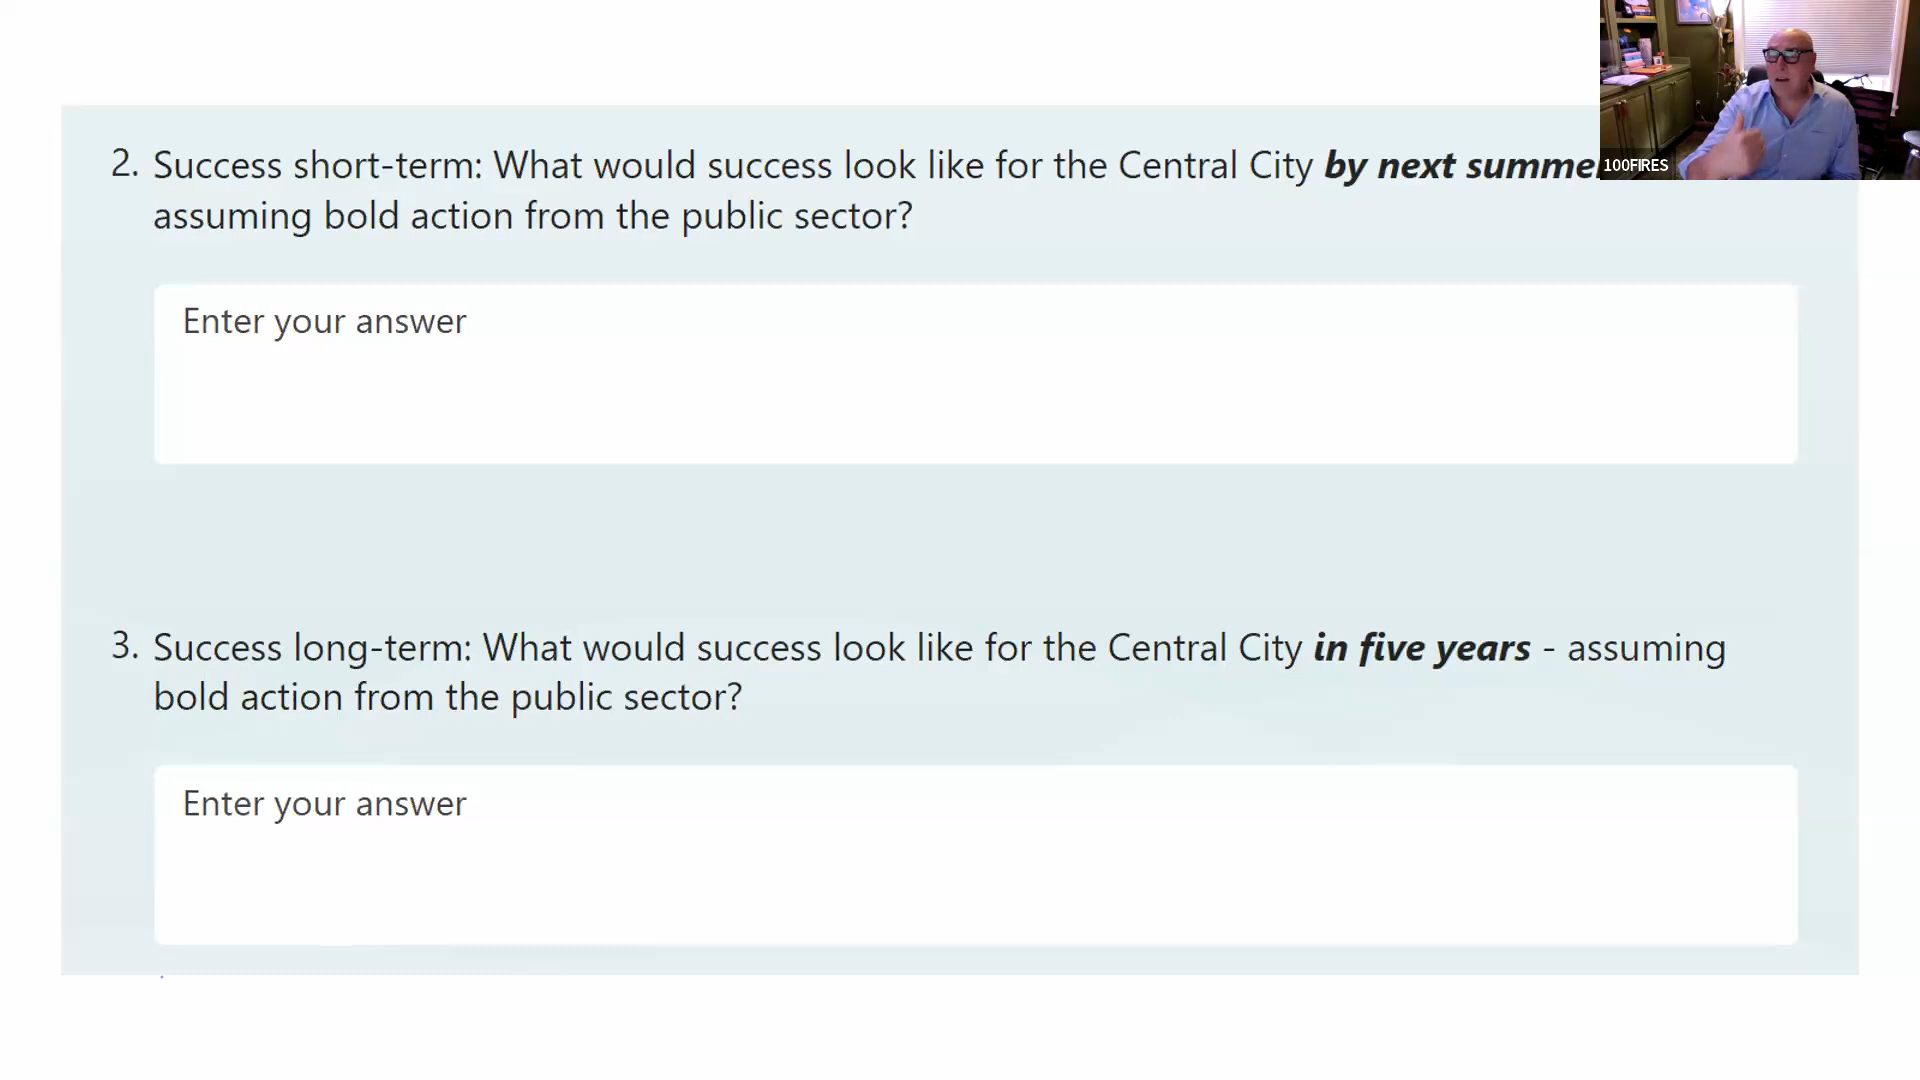 2. Success short-term: What would success look like for the Central City by next summer
assuming bold action from the public sector?
100FIRES
Enter your answer
3. Success long-term: What would success look like for the Central City in five years - assuming
bold action from the public sector?
Enter your answer